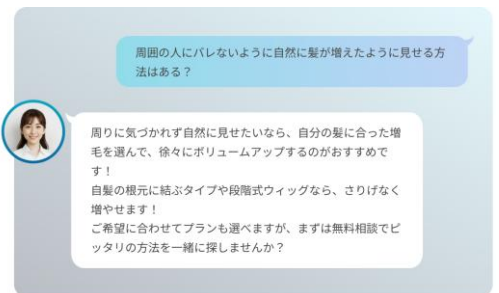 周囲の人にバレないように自然に髪が増えたように見せる方
法はある？
周りに気づかれず自然に見せたいなら、自分の髪に合った増
毛を選んで、徐々にボリュームアップするのがおすすめで
す！
自髪の根元に結ぶタイプや段階式ウィッグなら、さりげなく
増やせます！
ご希望に合わせてプランも選べますが、まずは無料相談でピ
ッタリの方法を一緒に探しませんか？